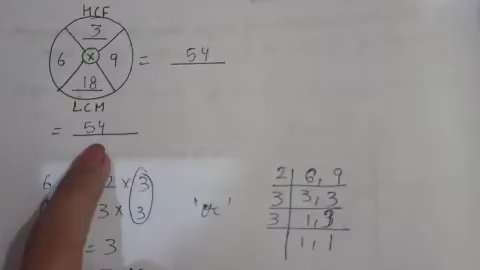 HCF
3
6 × 9 = 54
18
LCM
= 54
6 2 × 3
3 × 3
= 3
"or"
2 | 6, 9
3 | 3, 3
3 | 1, 3
1, 1